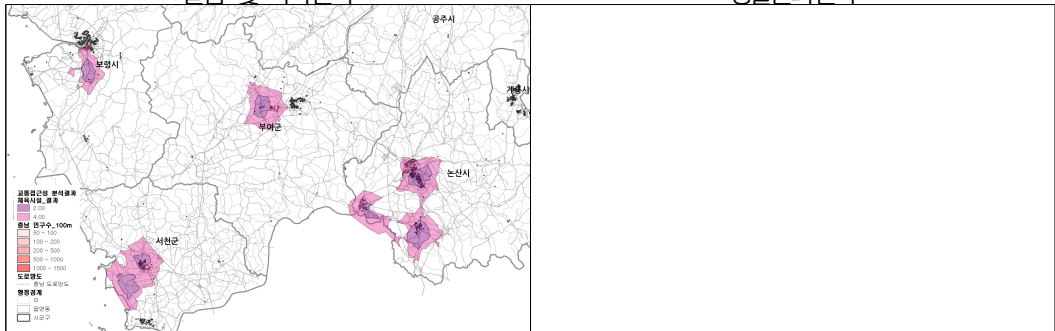 공주시
보령시
계룡시
부여군
논산시
서천군
교통접근성 분석결과
체육시설_결과
2.00
4.00
충남 인구수_100m
50 - 100
100 - 200
200 - 500
500 - 1000
1000 - 1500
도로망도
충남 도로망도
행정경계
리
읍면동
시군구